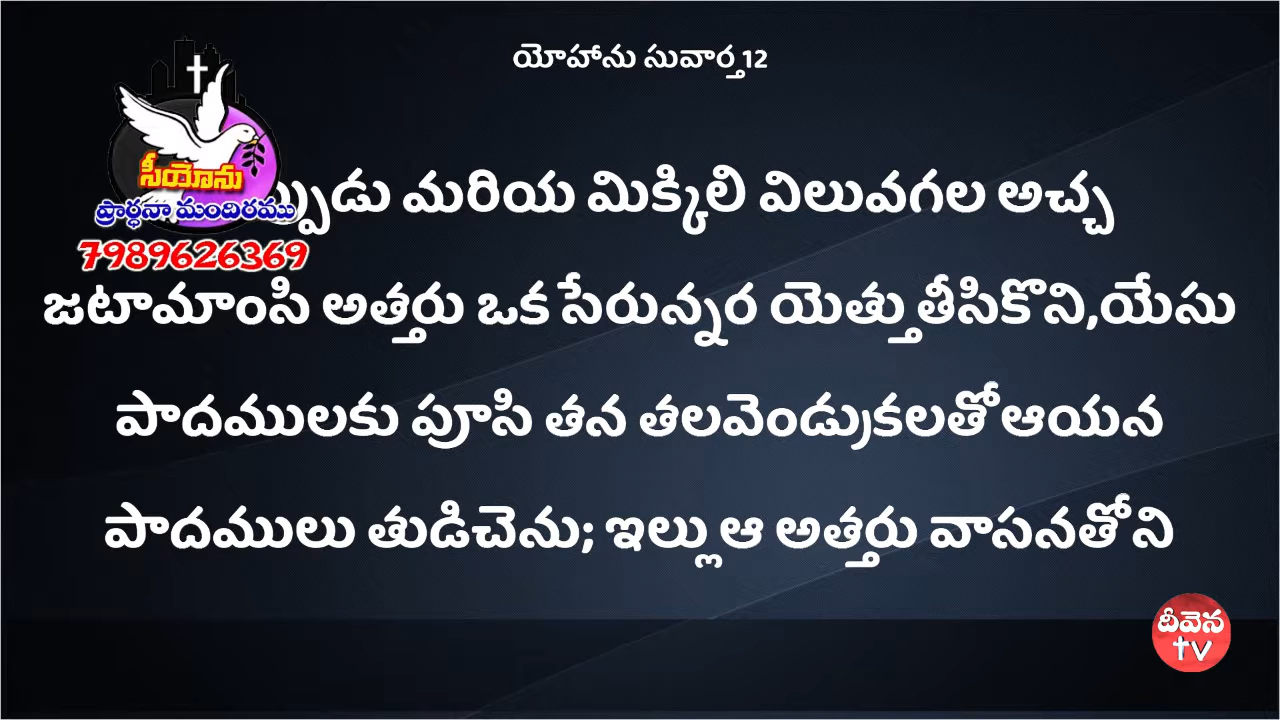 యోహాను సువార్త12
సీయోను
ప్రార్ధనా మందిరము
7989626369
మరియ మిక్కిలి విలువగల అచ్చ
జటామాంసి అత్తరు ఒక సేరున్నర యెత్తుతీసికొని,యేసు
పాదములకు పూసి తన తలవెండ్రుకలతోఆయన
పాదములు తుడిచెను; ఇల్లుఆ అత్తరు వాసనతోని
దీవెన
tv